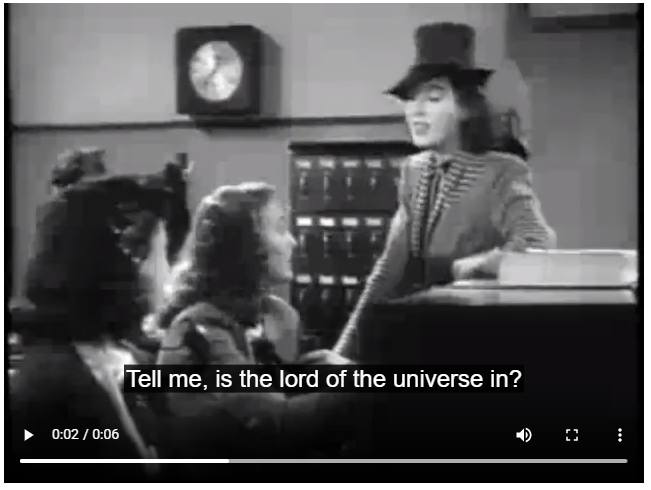 Tell me, is the lord of the universe in?
0:02 / 0:06